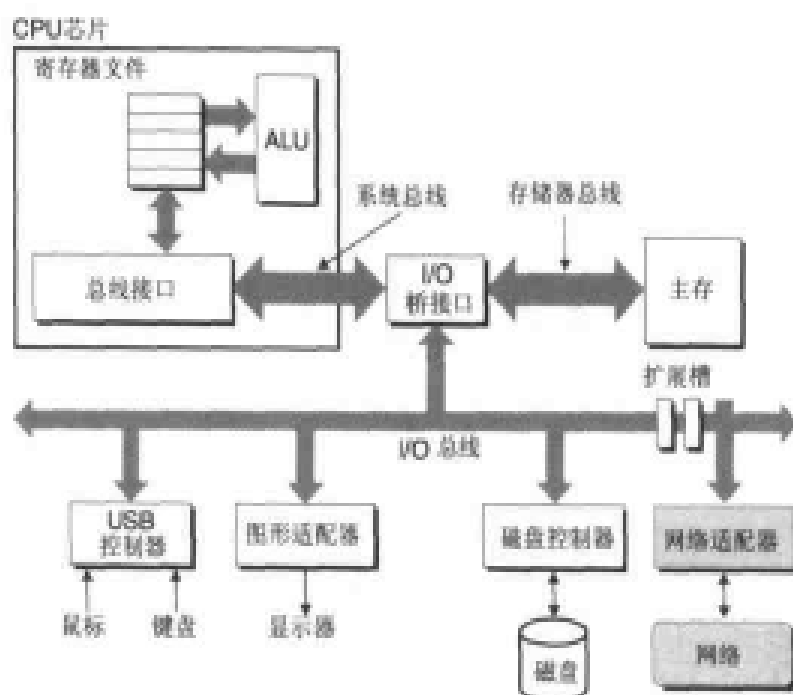 CPU芯片
寄存器文件
ALU
系统总线
存储器总线
总线接口
I/O
桥接口
主存
扩展槽
I/O 总线
USB
控制器
图形适配器
磁盘控制器
网络适配器
鼠标
键盘
显示器
磁盘
网络